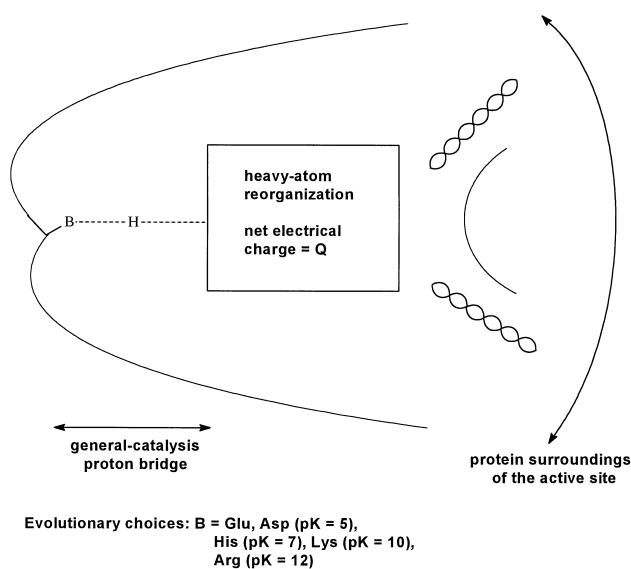 heavy-atom
reorganization
net electrical
charge = Q
B
H
general-catalysis
proton bridge
protein surroundings
of the active site
Evolutionary choices: B = Glu, Asp (pK = 5),
His (pK = 7), Lys (pK = 10),
Arg (pK = 12)